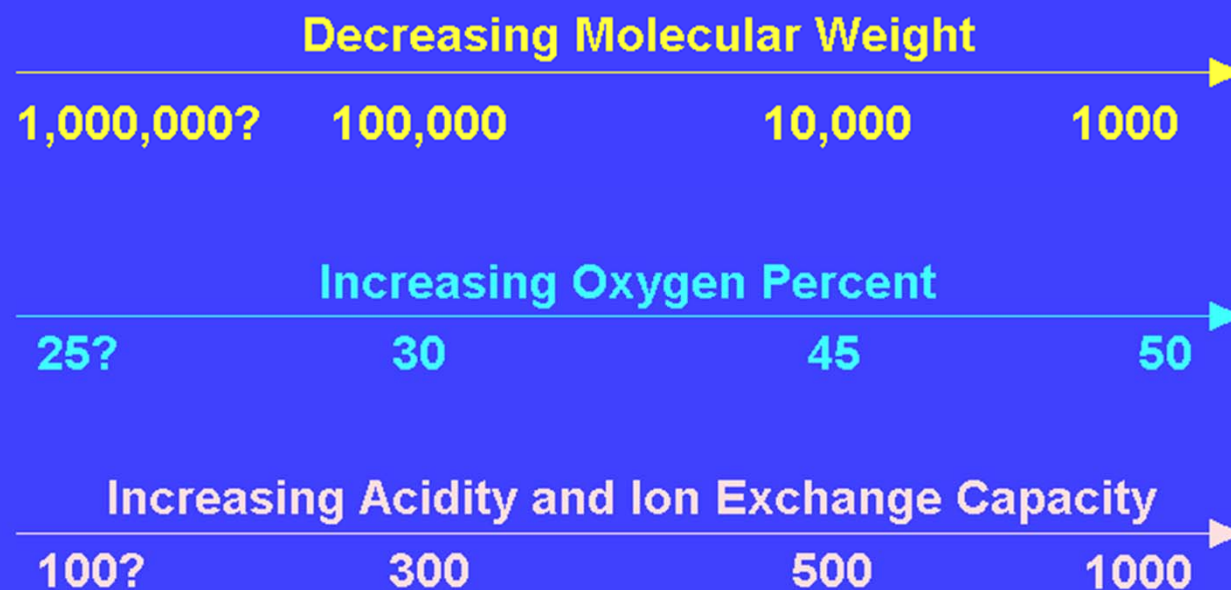 Decreasing Molecular Weight
1,000,000? 100,000 10,000 1000
Increasing Oxygen Percent
25? 30 45 50
Increasing Acidity and Ion Exchange Capacity
100? 300 500 1000